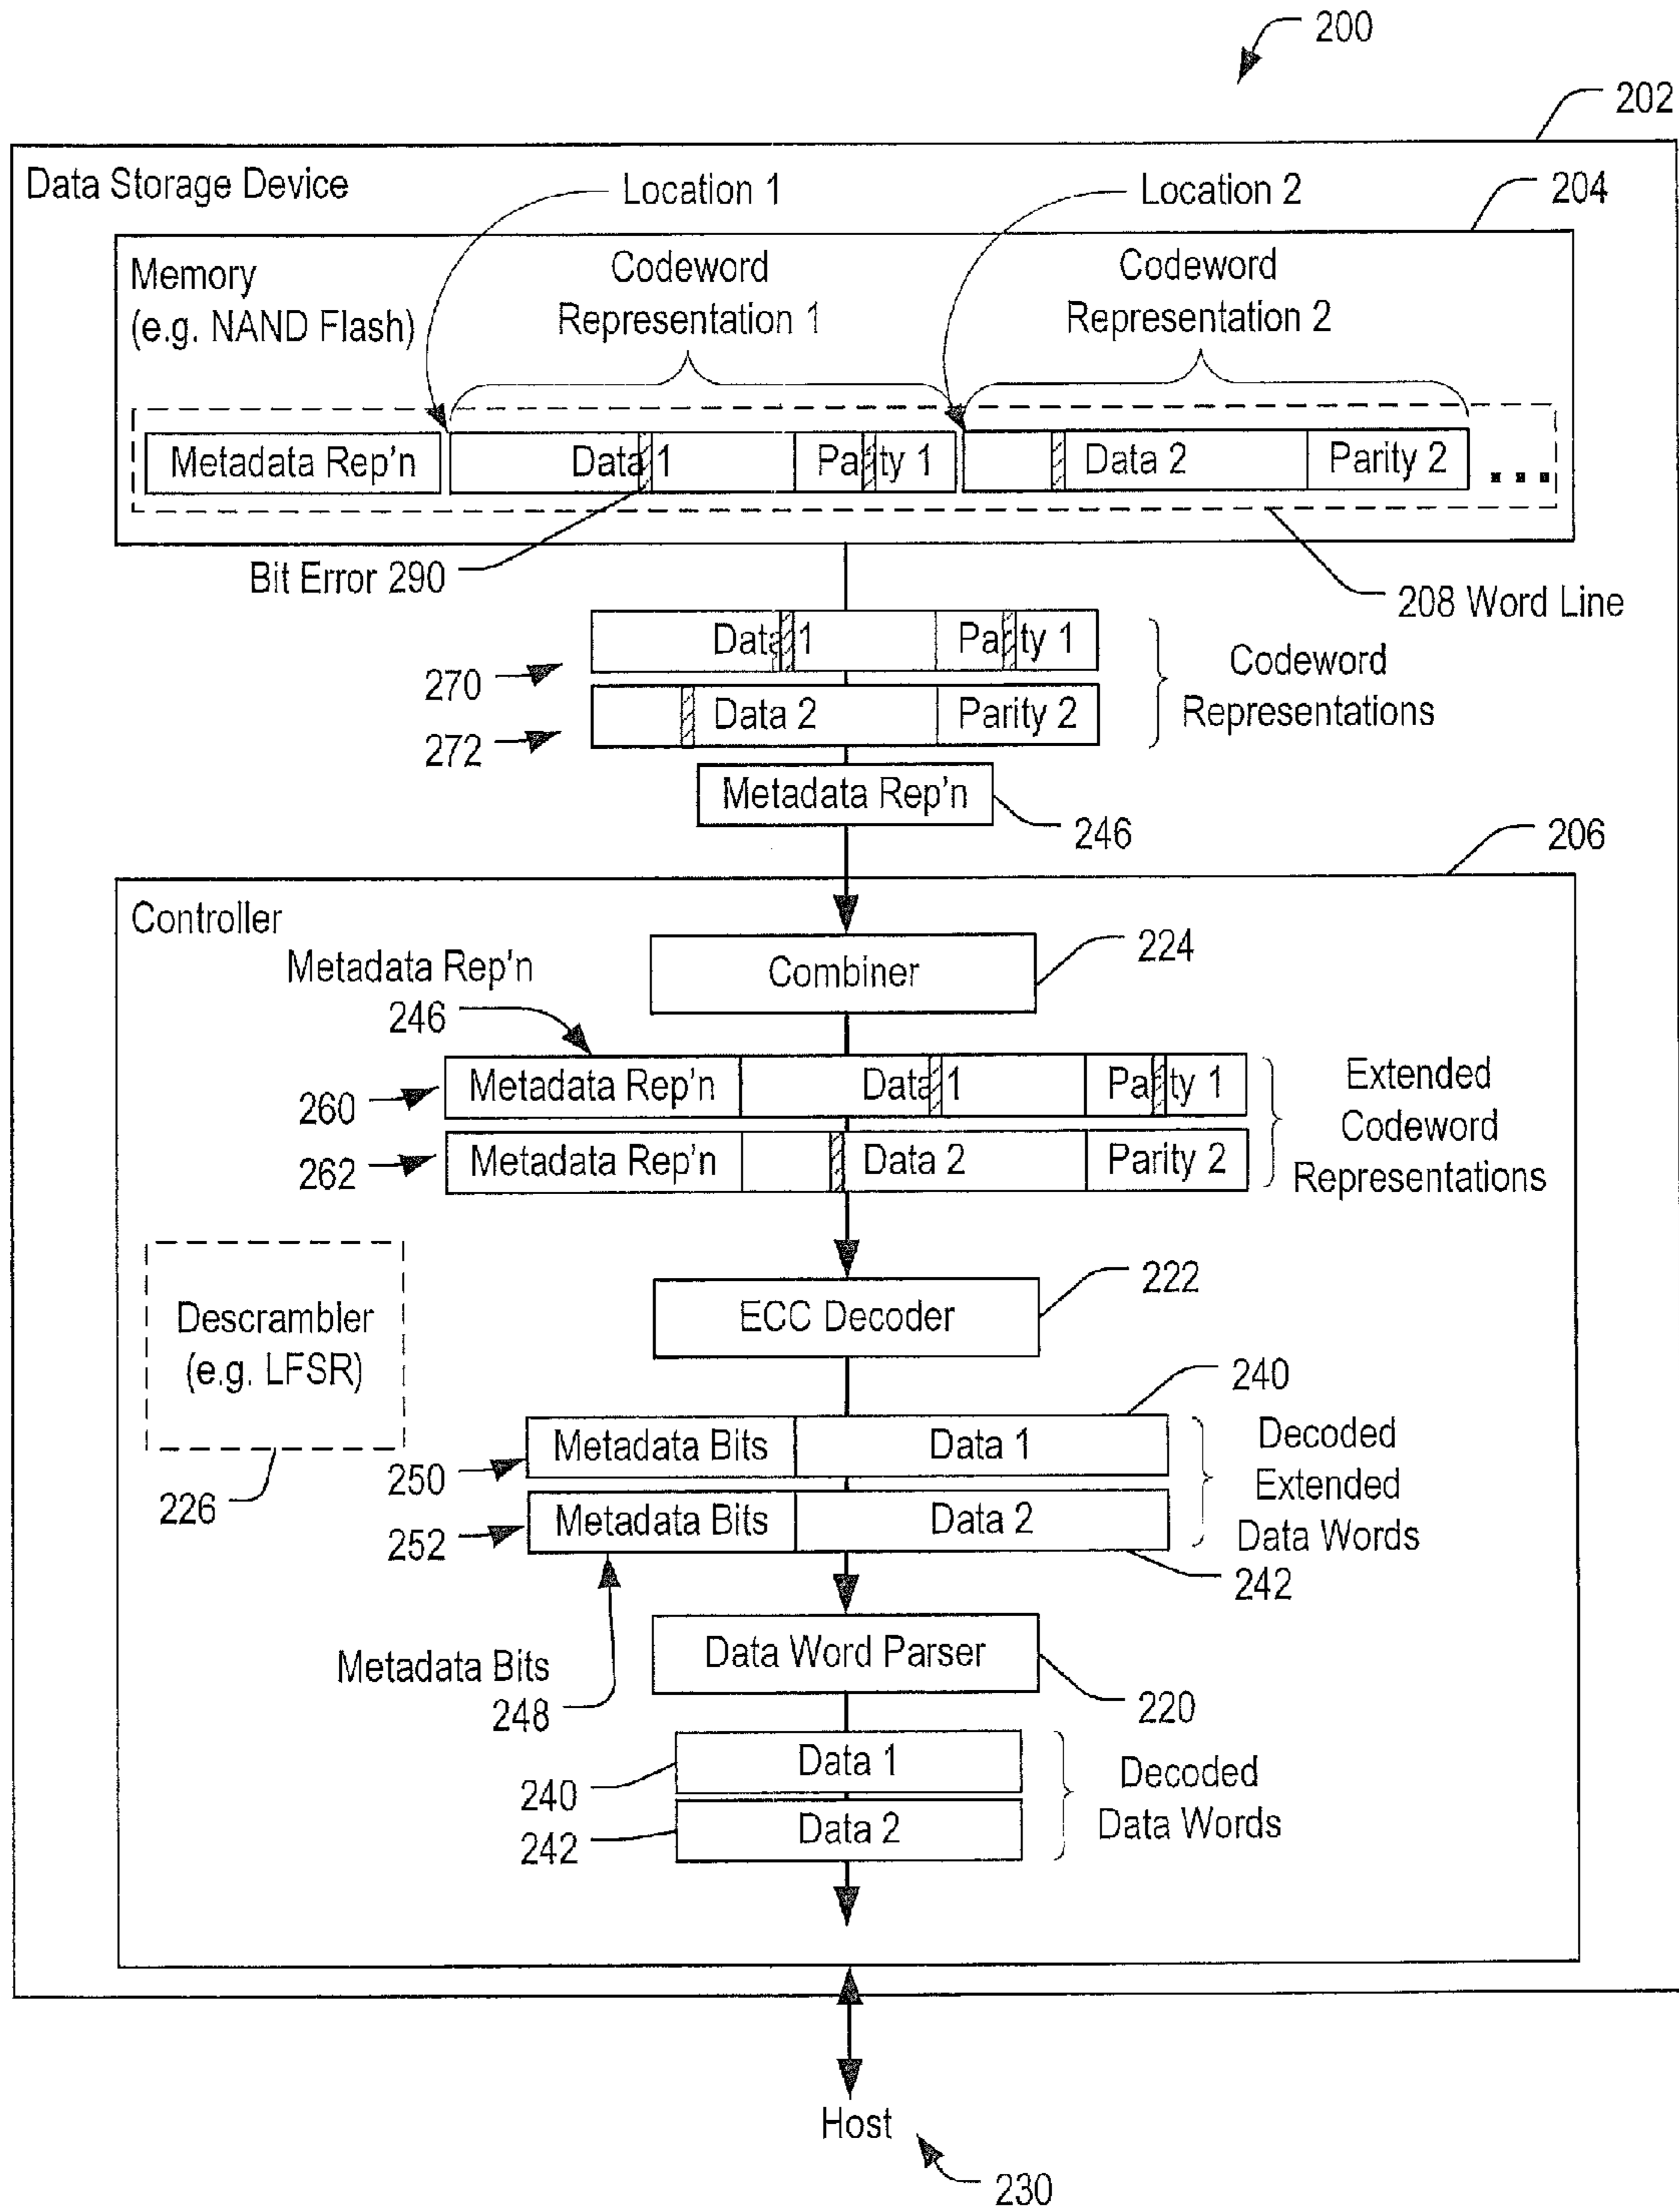 200
202
Data Storage Device
Location 1
Location 2
204
Memory
(e.g. NAND Flash)
Codeword
Representation 1
Codeword
Representation 2
Metadata Rep'n
Data 1
Parity 1
Data 2
Parity 2
...
Bit Error 290
208 Word Line
Data 1
Parity 1
270
Data 2
Parity 2
272
Codeword
Representations
Metadata Rep'n
246
206
Controller
Combiner
224
Metadata Rep'n
246
260
Metadata Rep'n
Data 1
Parity 1
262
Metadata Rep'n
Data 2
Parity 2
Extended
Codeword
Representations
Descrambler
(e.g. LFSR)
226
ECC Decoder
222
240
250
Metadata Bits
Data 1
252
Metadata Bits
Data 2
Decoded
Extended
Data Words
242
Metadata Bits
248
Data Word Parser
220
240
Data 1
242
Data 2
Decoded
Data Words
Host
230